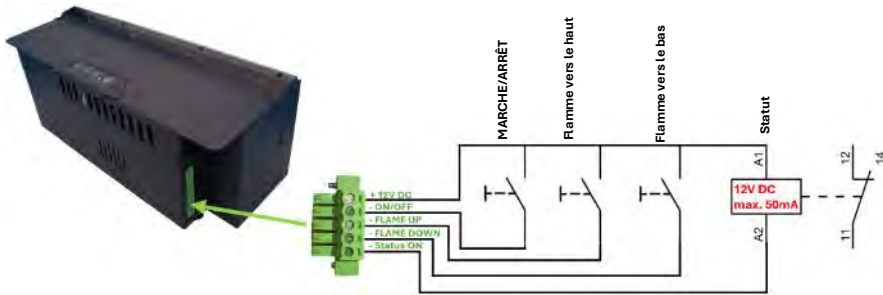 MARCHE/ARRÊT
Flamme vers le haut
Flamme vers le bas
Statut
+ 12V DC
- ON/OFF
- FLAME UP
- FLAME DOWN
- Status ON
A1
12V DC
max. 50mA
A2
12
14
11